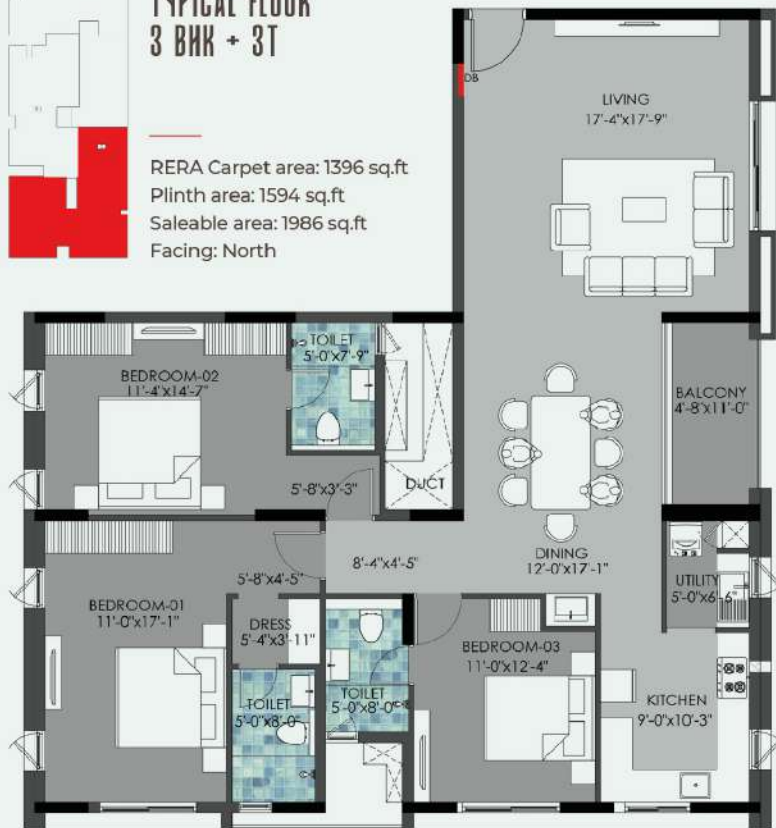 TYPICAL FLOOR
3 BHK + 3T
RERA Carpet area: 1396 sq.ft
Plinth area: 1594 sq.ft
Saleable area: 1986 sq.ft
Facing: North
DB
LIVING
17'-4"x17'-9"
TOILET
5'-0"x7'-9"
BEDROOM-02
11'-4"x14'-7"
BALCONY
4'-8"x11'-0"
5'-8"x3'-3"
DUCT
DINING
12'-0"x17'-1"
8'-4"x4'-5"
5'-8"x4'-5"
UTILITY
5'-0"x6'-6"
BEDROOM-01
11'-0"x17'-1"
DRESS
5'-4"x3'-11"
BEDROOM-03
11'-0"x12'-4"
TOILET
5'-0"x8'-0"
TOILET
5'-0"x8'-0"
KITCHEN
9'-0"x10'-3"